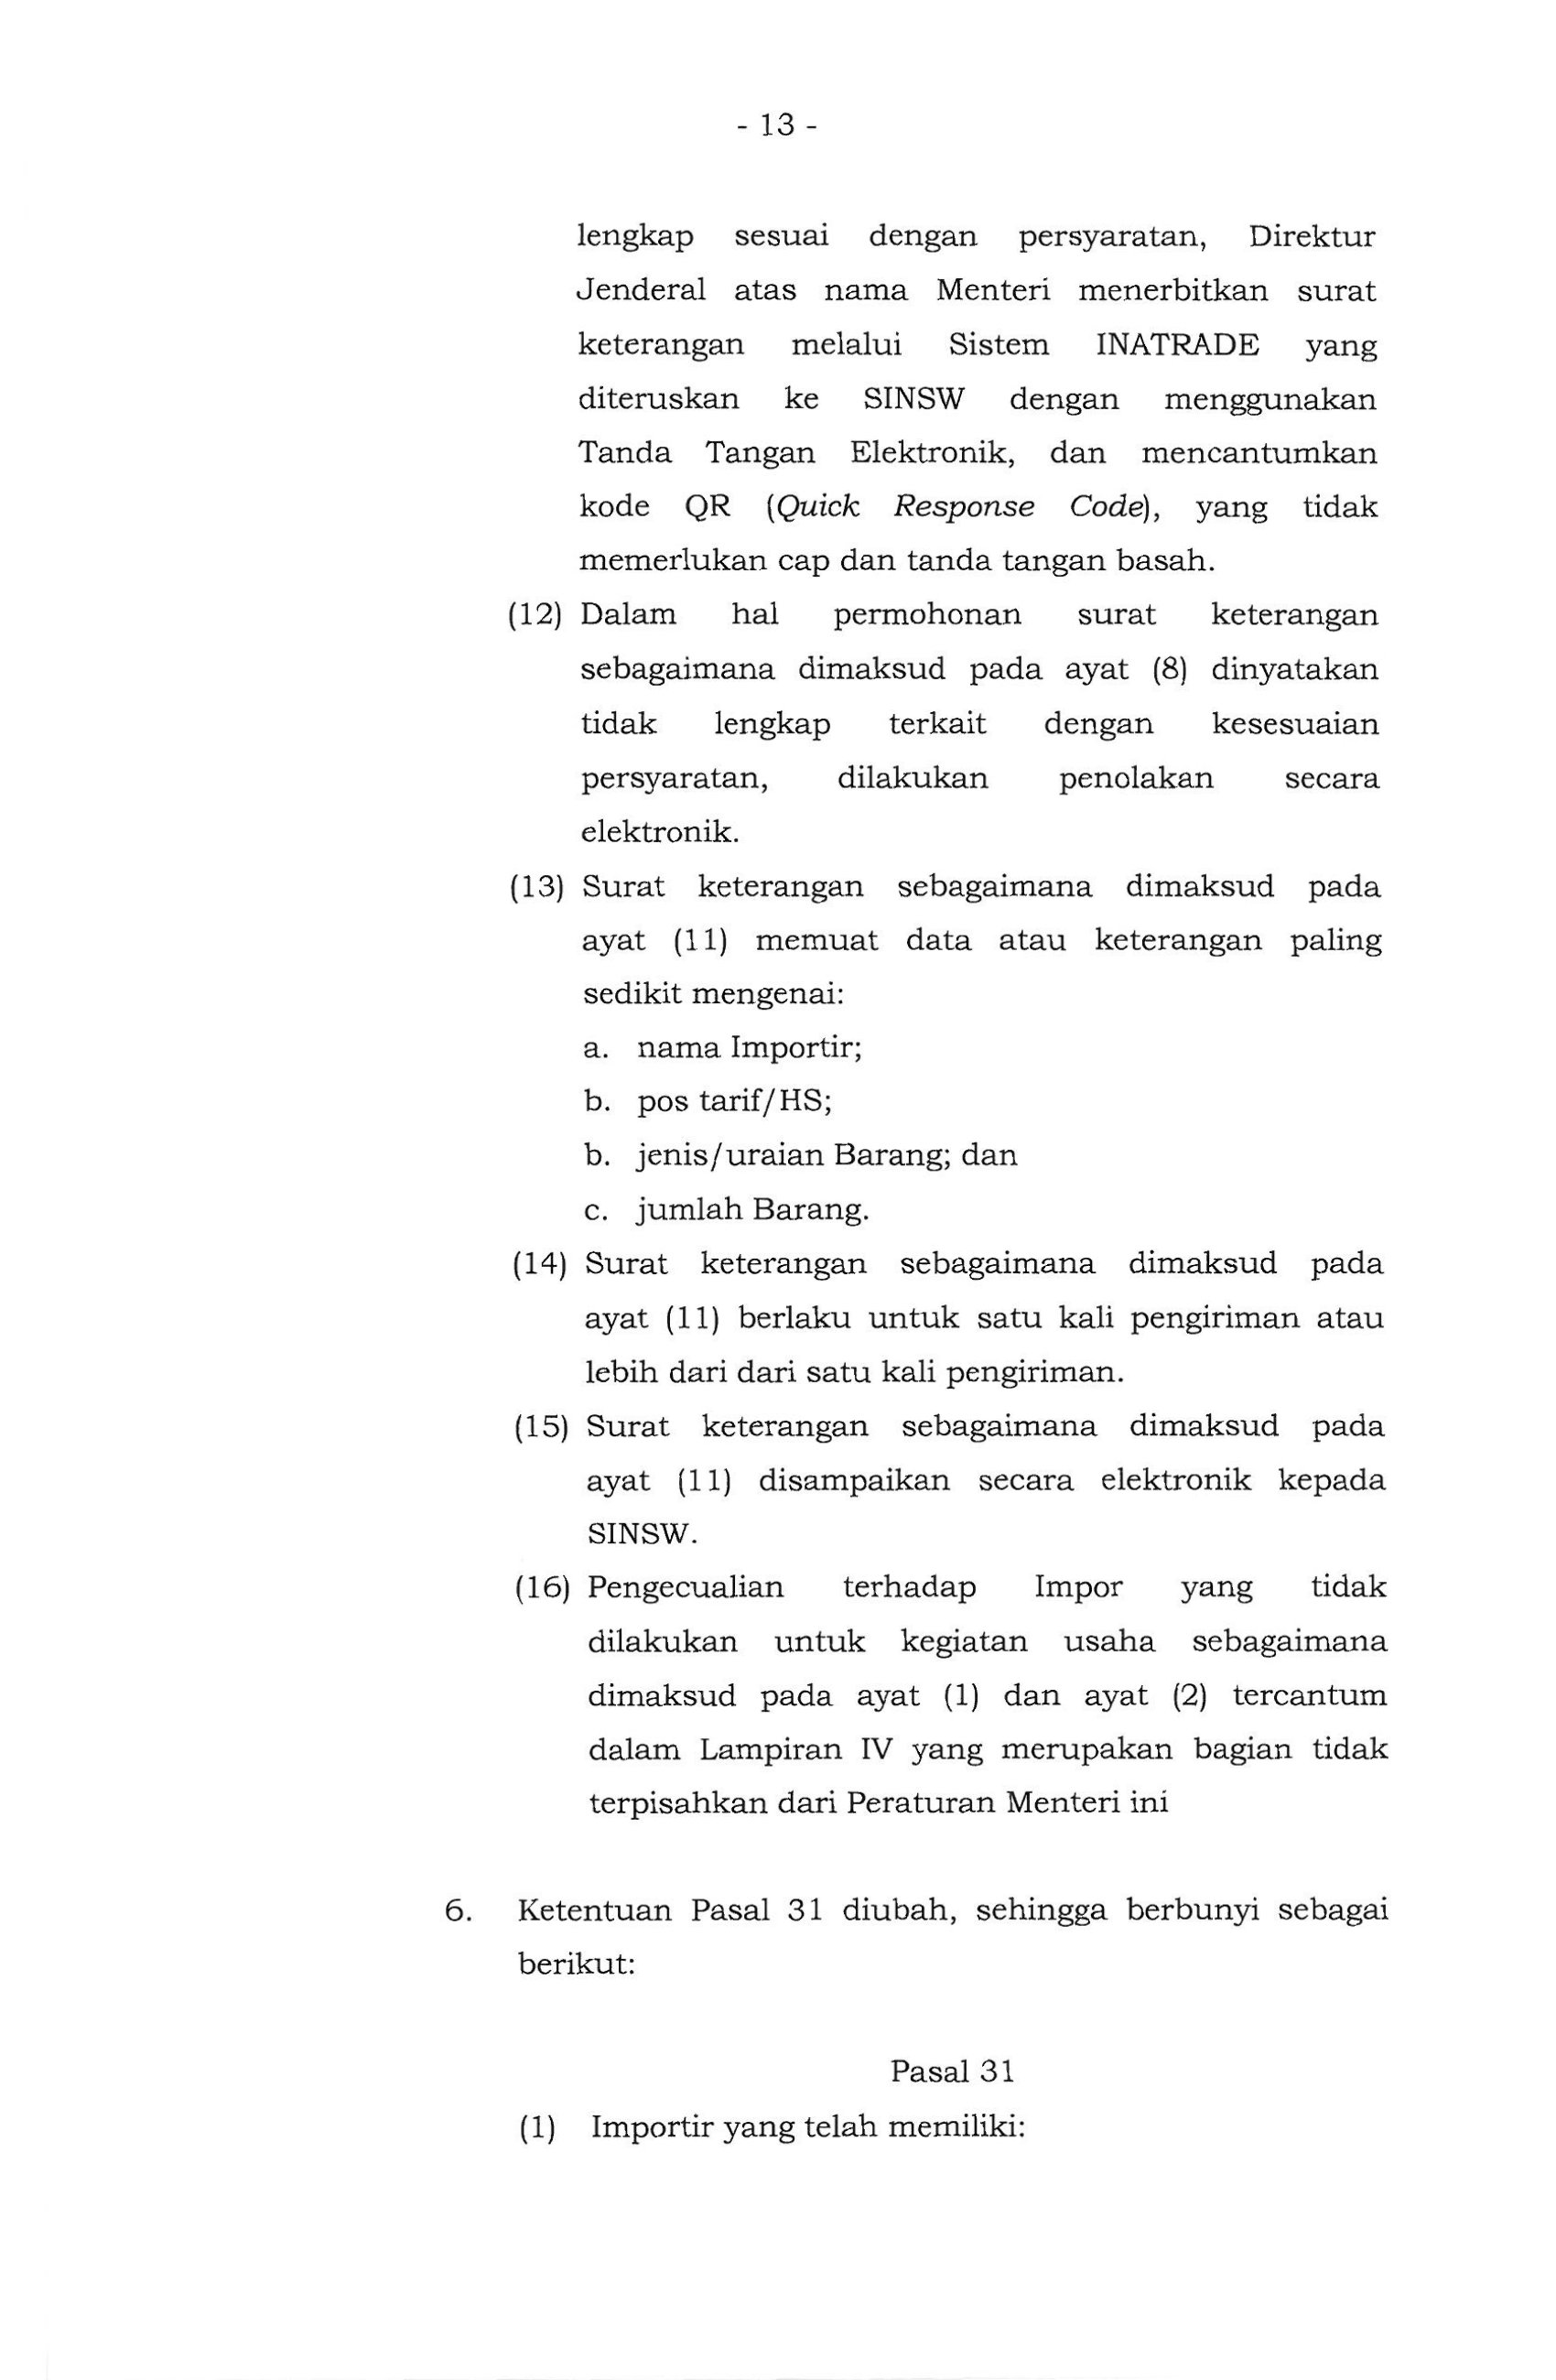 - 13 -
lengkap sesuai dengan persyaratan, Direktur
Jenderal atas nama Menteri menerbitkan surat
keterangan melalui Sistem INATRADE yang
diteruskan ke SINSW dengan menggunakan
Tanda Tangan Elektronik, dan mencantumkan
kode QR (Quick Response Code), yang tidak
memerlukan cap dan tanda tangan basah.
(12) Dalam hal permohonan surat keterangan
sebagaimana dimaksud pada ayat (8) dinyatakan
tidak lengkap terkait dengan kesesuaian
persyaratan, dilakukan penolakan secara
elektronik.
(13) Surat keterangan sebagaimana dimaksud pada
ayat (11) memuat data atau keterangan paling
sedikit mengenai:
a. nama Importir;
b. pos tarif/HS;
b. jenis/uraian Barang; dan
c. jumlah Barang.
(14) Surat keterangan sebagaimana dimaksud pada
ayat (11) berlaku untuk satu kali pengiriman atau
lebih dari dari satu kali pengiriman.
(15) Surat keterangan sebagaimana dimaksud pada
ayat (11) disampaikan secara elektronik kepada
SINSW.
(16) Pengecualian terhadap Impor yang tidak
dilakukan untuk kegiatan usaha sebagaimana
dimaksud pada ayat (1) dan ayat (2) tercantum
dalam Lampiran IV yang merupakan bagian tidak
terpisahkan dari Peraturan Menteri ini
6. Ketentuan Pasal 31 diubah, sehingga berbunyi sebagai
berikut:
Pasal 31
(1) Importir yang telah memiliki: